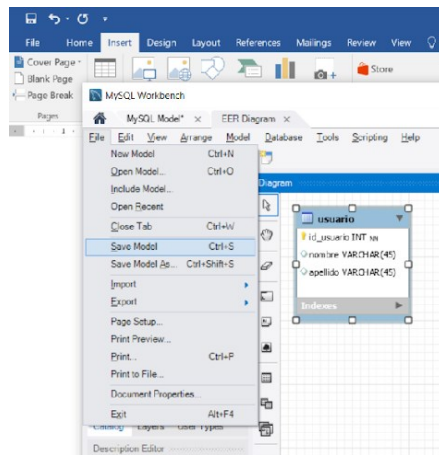 File Home Insert Design Layout References Mailings Review View
Cover Page
Blank Page
Page Break
Pages
Store
MySQL Workbench
MySQL Model* × EER Diagram ×
File Edit View Arrange Model Database Tools Scripting Help
New Model Ctrl+N
Open Model... Ctrl+O
Include Model...
Open Recent
Close Tab Ctrl+W
Save Model Ctrl+S
Save Model As... Ctrl+Shift+S
Import
Export
Page Setup...
Print Preview...
Print... Ctrl+P
Print to File...
Document Properties...
Exit Alt+F4
Diagram
usuario
id_usuario INT NN
nombre VARCHAR(45)
apellido VARCHAR(45)
Indexes
Catalog Layers User Types
Description Editor